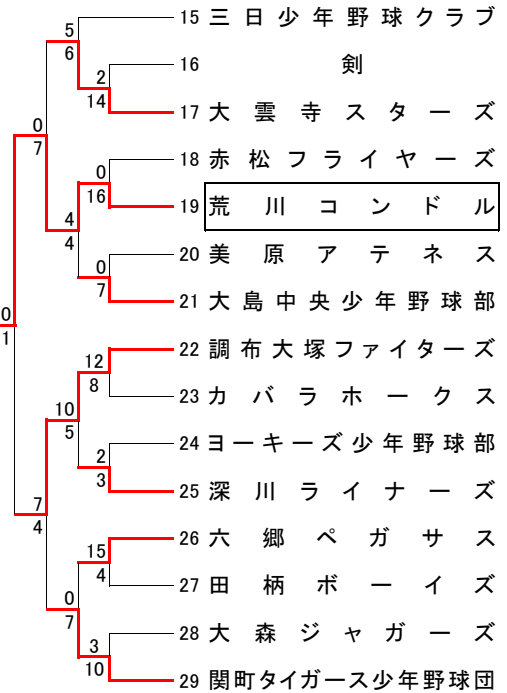 5
15 三日少年野球クラブ
6
2
16 剣
14
17 大雲寺スターズ
0
7
0
18 赤松フライヤーズ
16
19 荒川コンドル
4
4
0
20 美原アテネス
7
21 大島中央少年野球部
0
1
12
22 調布大塚ファイターズ
8
23 カバラホークス
10
5
2
24 ヨーキーズ少年野球部
3
25 深川ライナーズ
7
4
15
26 六郷ペガサス
4
27 田柄ボーイズ
0
7
3
28 大森ジャガーズ
10
29 関町タイガース少年野球団